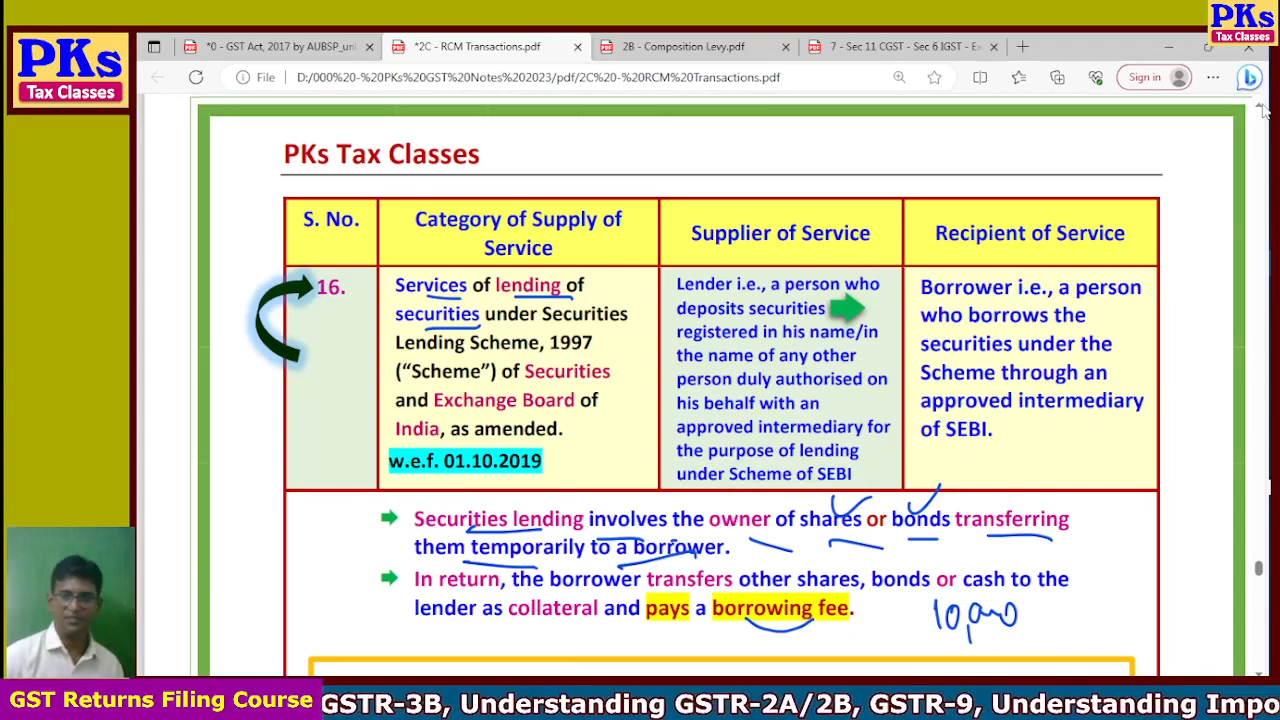 PKs
Tax Classes
*0 - GST Act, 2017 by AUBSP_unl
*2C - RCM Transactions.pdf
2B - Composition Levy.pdf
7 - Sec 11 CGST - Sec 6 IGST - Ex
PKs
Tax Classes
File
D:/000%20-%20PKs%20GST%20Notes%202023/pdf/2C%20-%20RCM%20Transactions.pdf
Sign in
PKs Tax Classes
S. No.
Category of Supply of
Service
Supplier of Service
Recipient of Service
16.
Services of lending of
securities under Securities
Lending Scheme, 1997
(“Scheme”) of Securities
and Exchange Board of
India, as amended.
w.e.f. 01.10.2019
Lender i.e., a person who
deposits securities
registered in his name/in
the name of any other
person duly authorised on
his behalf with an
approved intermediary for
the purpose of lending
under Scheme of SEBI
Borrower i.e., a person
who borrows the
securities under the
Scheme through an
approved intermediary
of SEBI.
Securities lending involves the owner of shares or bonds transferring
them temporarily to a borrower.
In return, the borrower transfers other shares, bonds or cash to the
lender as collateral and pays a borrowing fee.
10,000
GST Returns Filing Course
GSTR-3B, Understanding GSTR-2A/2B, GSTR-9, Understanding Impo